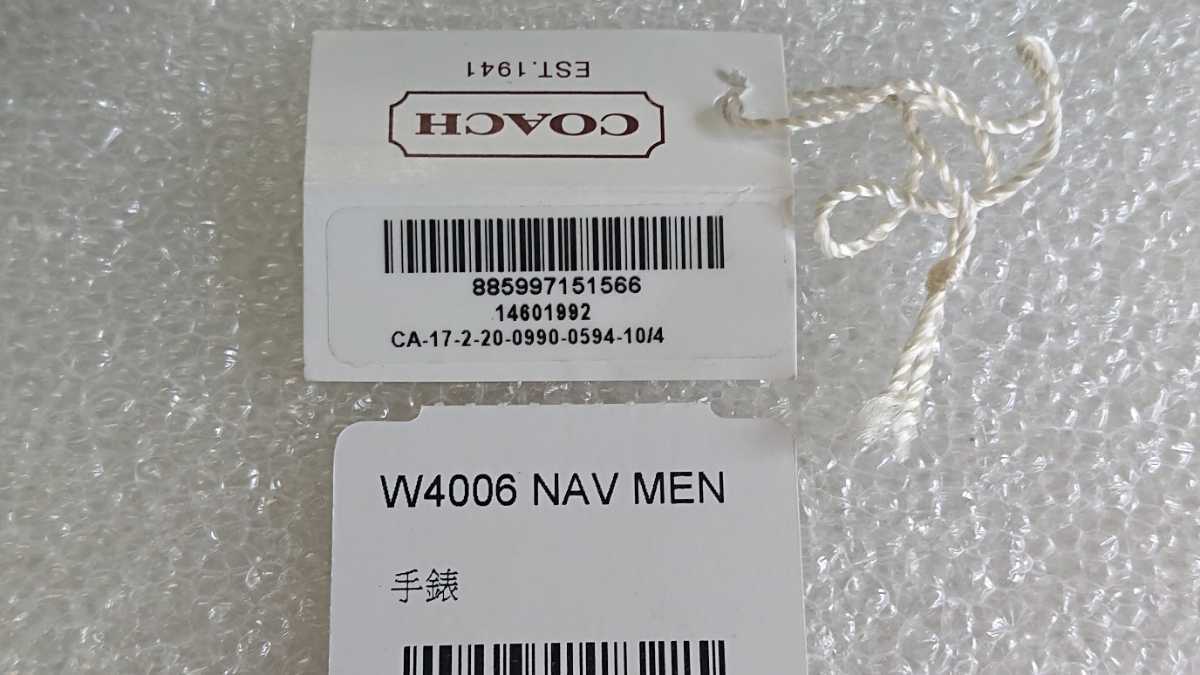 EST.1941
COACH
885997151566
14601992
CA-17-2-20-0990-0594-10/4
W4006 NAV MEN
手錶